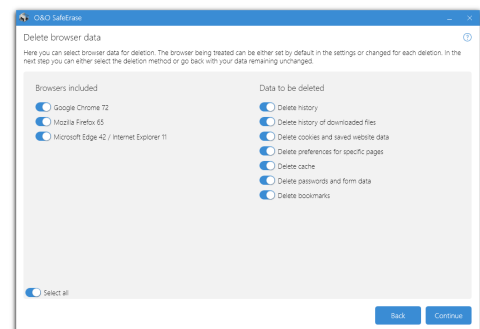 O&O SafeErase
Delete browser data
Here you can select browser data for deletion. The browser being treated can be either set by default in the settings or changed for each deletion. In the
next step you can either select the deletion method or go back with your data remaining unchanged.
Browsers included
Google Chrome 72
Mozilla Firefox 65
Microsoft Edge 42 / Internet Explorer 11
Data to be deleted
Delete history
Delete history of downloaded files
Delete cookies and saved website data
Delete preferences for specific pages
Delete cache
Delete passwords and form data
Delete bookmarks
Select all
Back
Continue